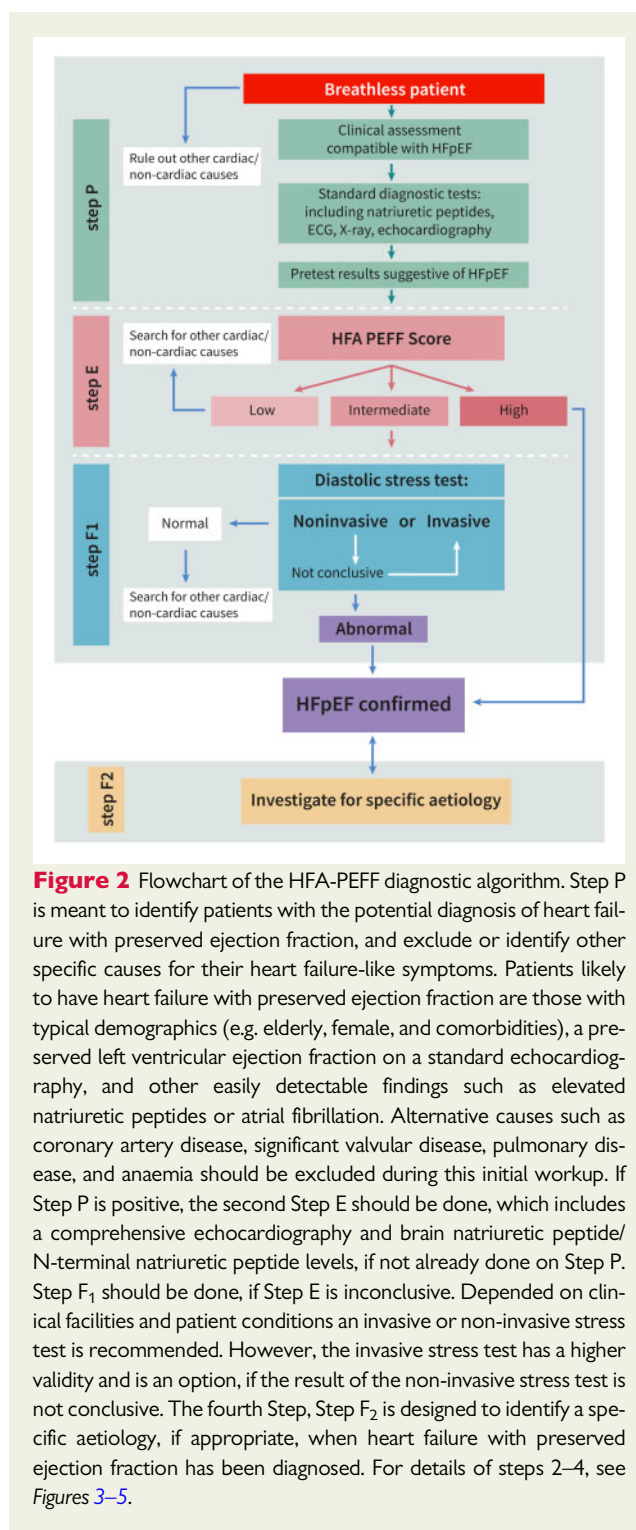 Breathless patient
step P
Rule out other cardiac/
non-cardiac causes
Clinical assessment
compatible with HFpEF
Standard diagnostic tests:
including natriuretic peptides,
ECG, X-ray, echocardiography
Pretest results suggestive of HFpEF
step E
Search for other cardiac/
non-cardiac causes
HFA PEFF Score
Low
Intermediate
High
step F1
Diastolic stress test:
Normal
Noninvasive or Invasive
Not conclusive
Search for other cardiac/
non-cardiac causes
Abnormal
HFpEF confirmed
step F2
Investigate for specific aetiology
Figure 2 Flowchart of the HFA-PEFF diagnostic algorithm. Step P
is meant to identify patients with the potential diagnosis of heart fail-
ure with preserved ejection fraction, and exclude or identify other
specific causes for their heart failure-like symptoms. Patients likely
to have heart failure with preserved ejection fraction are those with
typical demographics (e.g. elderly, female, and comorbidities), a pre-
served left ventricular ejection fraction on a standard echocardiog-
raphy, and other easily detectable findings such as elevated
natriuretic peptides or atrial fibrillation. Alternative causes such as
coronary artery disease, significant valvular disease, pulmonary dis-
ease, and anaemia should be excluded during this initial workup. If
Step P is positive, the second Step E should be done, which includes
a comprehensive echocardiography and brain natriuretic peptide/
N-terminal natriuretic peptide levels, if not already done on Step P.
Step F₁ should be done, if Step E is inconclusive. Depended on clin-
ical facilities and patient conditions an invasive or non-invasive stress
test is recommended. However, the invasive stress test has a higher
validity and is an option, if the result of the non-invasive stress test is
not conclusive. The fourth Step, Step F₂ is designed to identify a spe-
cific aetiology, if appropriate, when heart failure with preserved
ejection fraction has been diagnosed. For details of steps 2–4, see
Figures 3–5.